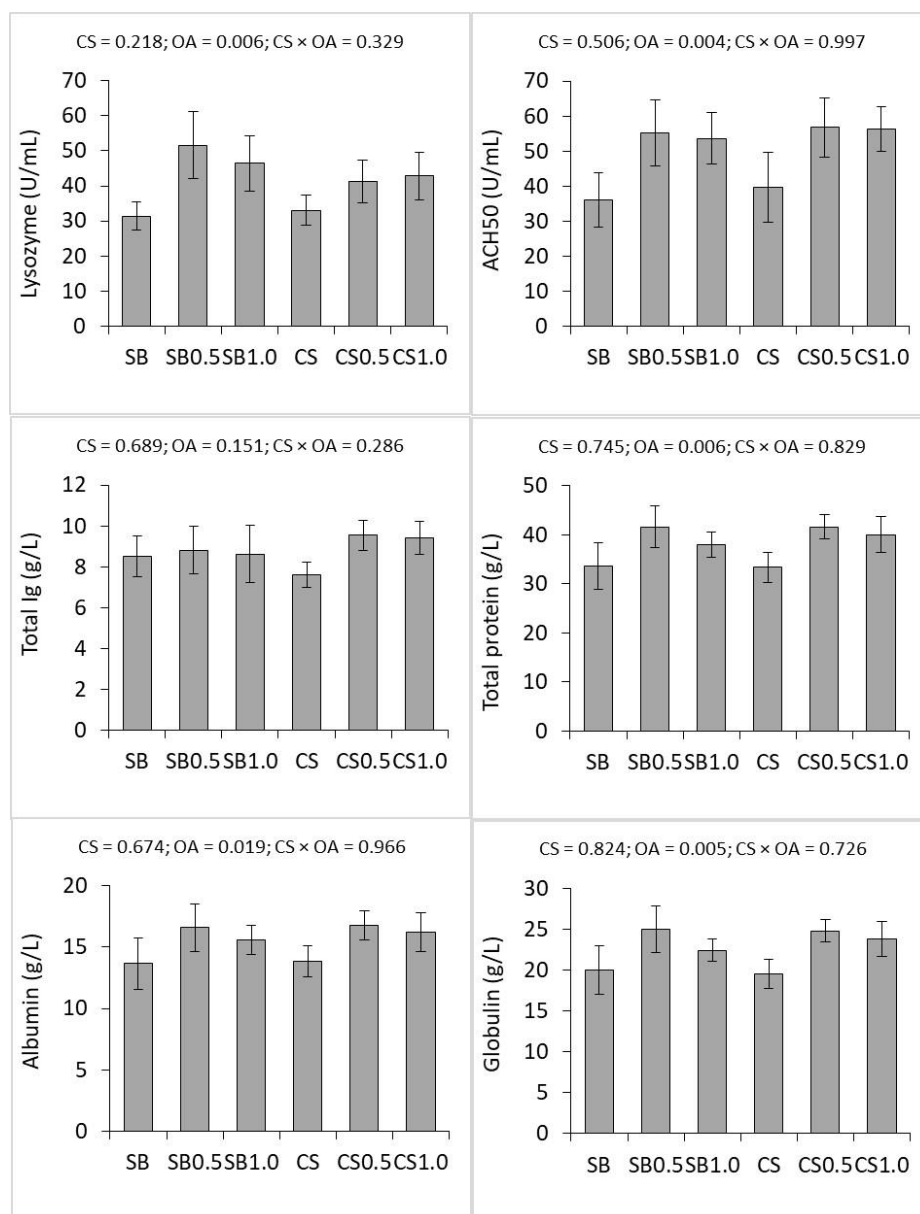 CS = 0.218; OA = 0.006; CS × OA = 0.329
Lysozyme (U/mL)
70
60
50
40
30
20
10
0
SB SB0.5 SB1.0 CS CS0.5 CS1.0
CS = 0.506; OA = 0.004; CS × OA = 0.997
ACH50 (U/mL)
70
60
50
40
30
20
10
0
SB SB0.5 SB1.0 CS CS0.5 CS1.0
CS = 0.689; OA = 0.151; CS × OA = 0.286
Total Ig (g/L)
12
10
8
6
4
2
0
SB SB0.5 SB1.0 CS CS0.5 CS1.0
CS = 0.745; OA = 0.006; CS × OA = 0.829
Total protein (g/L)
50
40
30
20
10
0
SB SB0.5 SB1.0 CS CS0.5 CS1.0
CS = 0.674; OA = 0.019; CS × OA = 0.966
Albumin (g/L)
20
15
10
5
0
SB SB0.5 SB1.0 CS CS0.5 CS1.0
CS = 0.824; OA = 0.005; CS × OA = 0.726
Globulin (g/L)
30
25
20
15
10
5
0
SB SB0.5 SB1.0 CS CS0.5 CS1.0